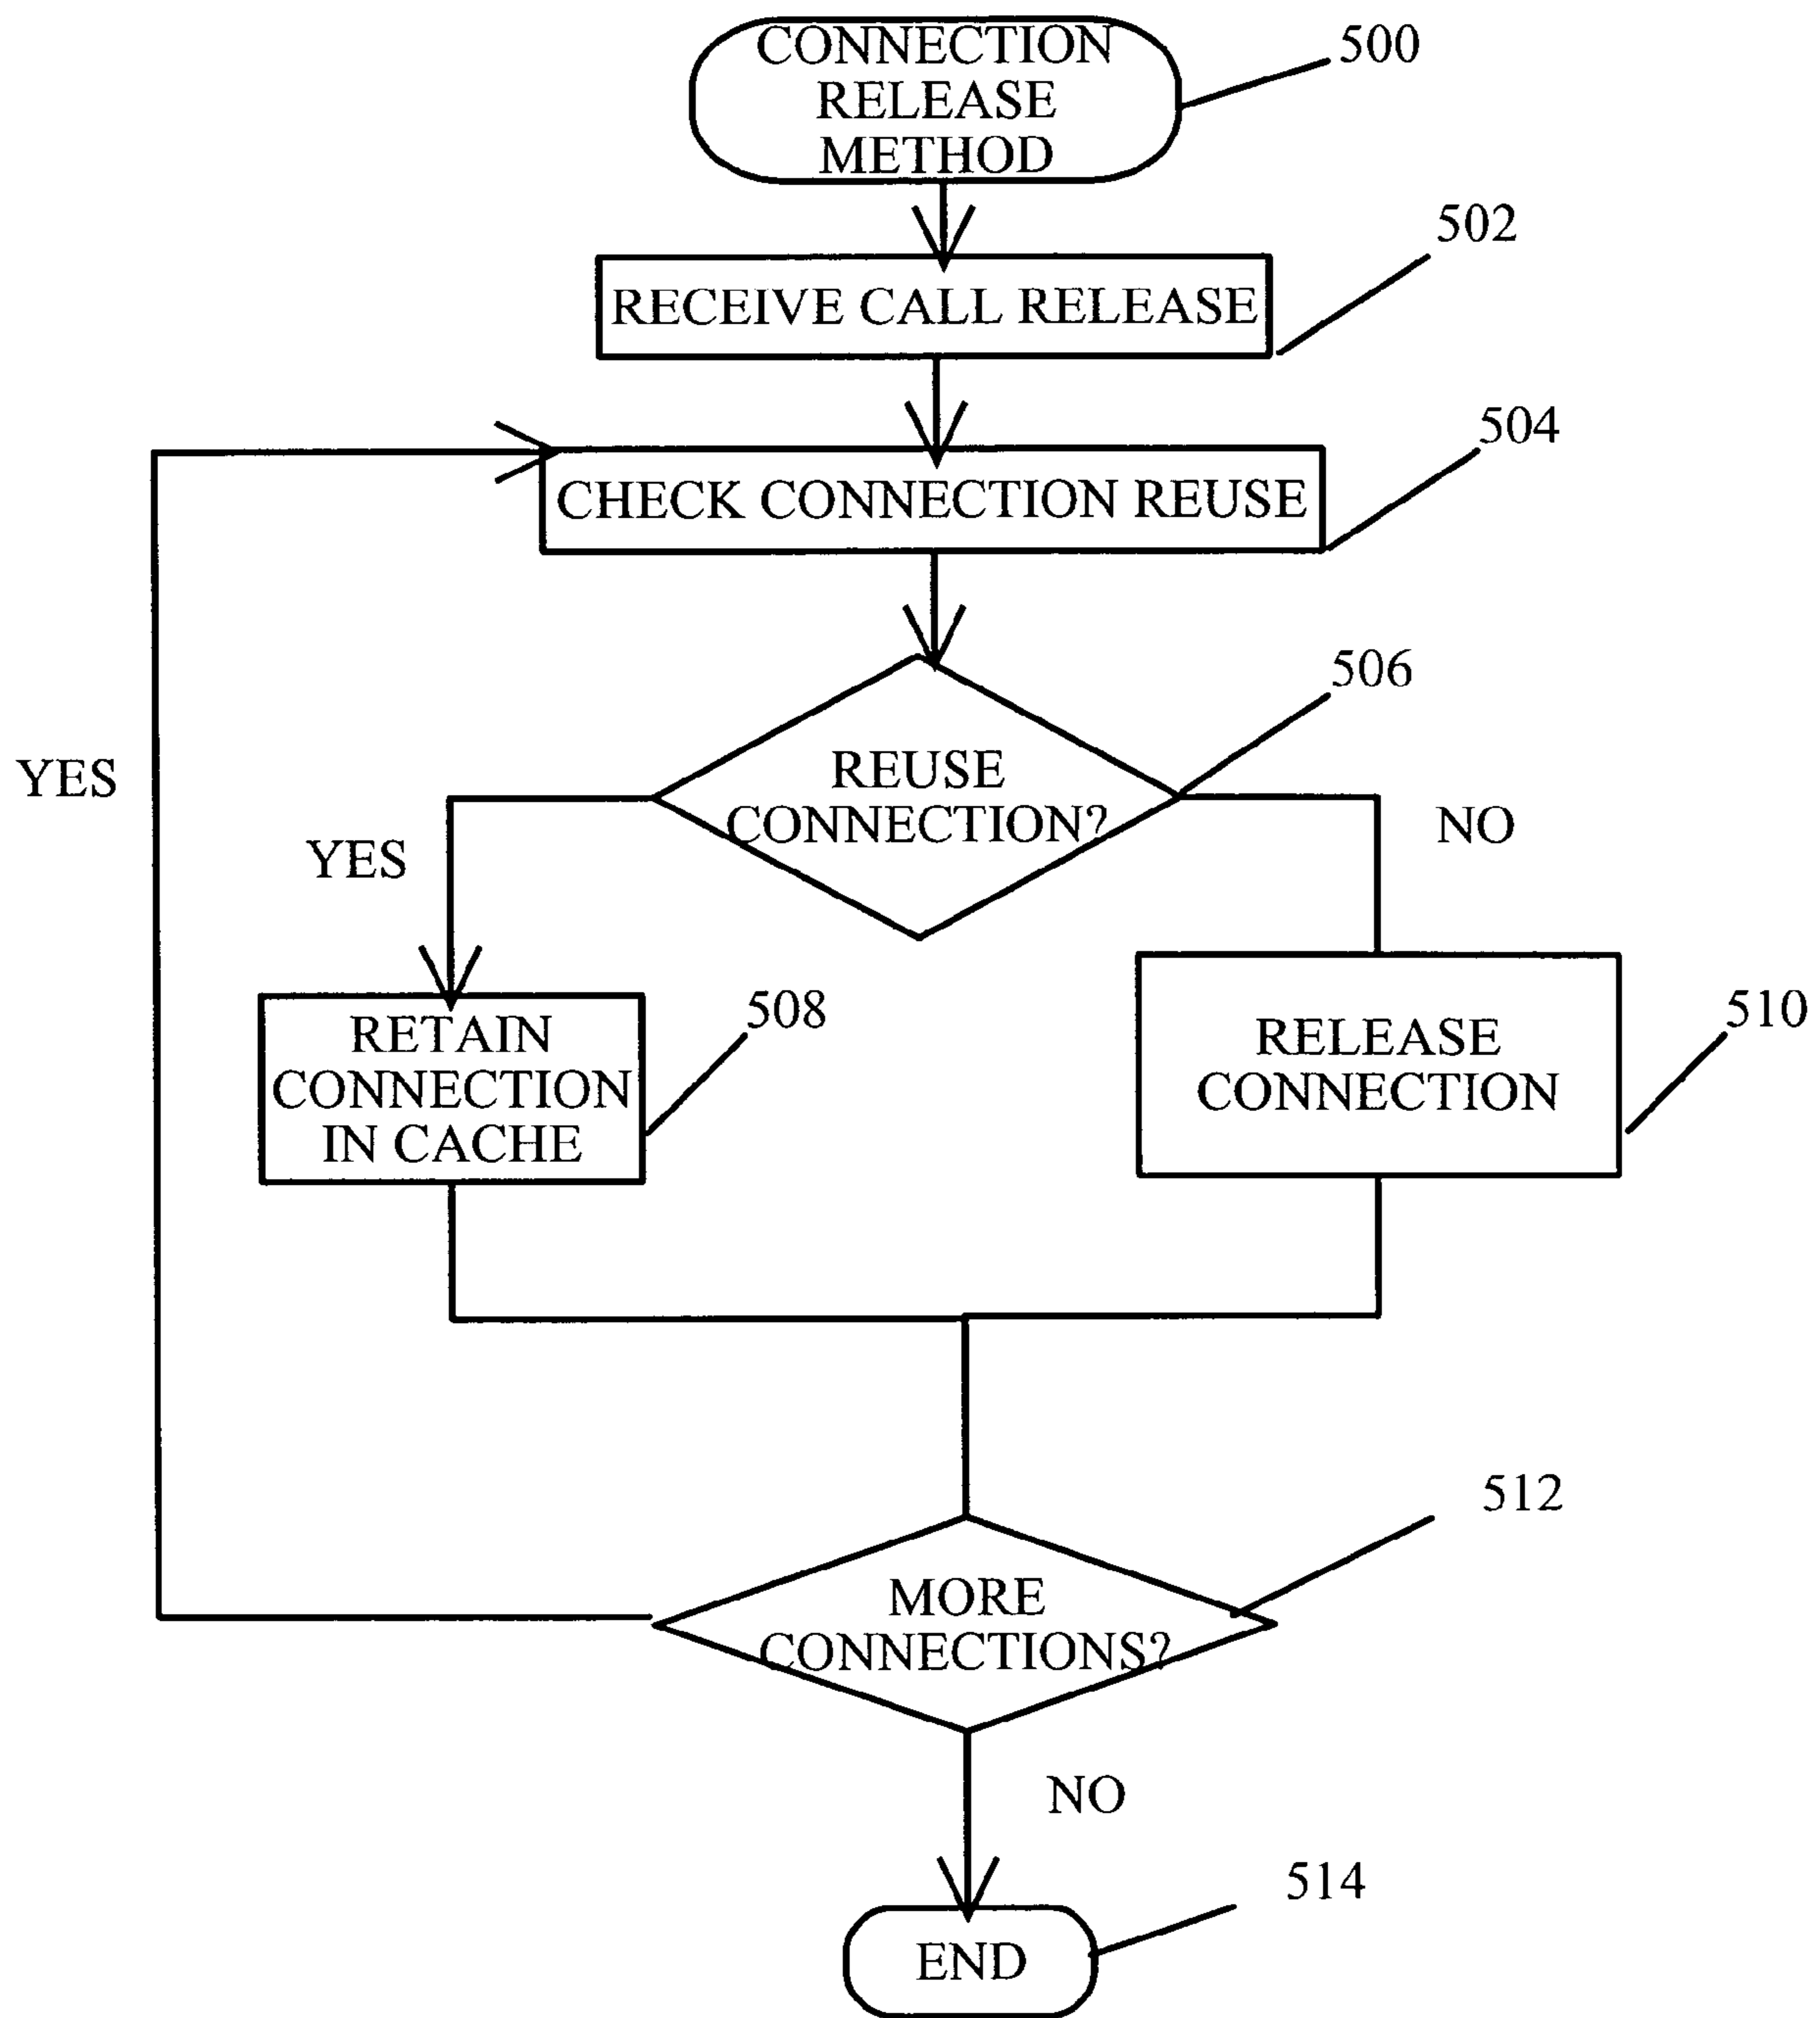 CONNECTION
RELEASE
METHOD
500
502
RECEIVE CALL RELEASE
504
CHECK CONNECTION REUSE
506
REUSE
CONNECTION?
YES
YES
NO
508
RETAIN
CONNECTION
IN CACHE
510
RELEASE
CONNECTION
512
MORE
CONNECTIONS?
NO
514
END